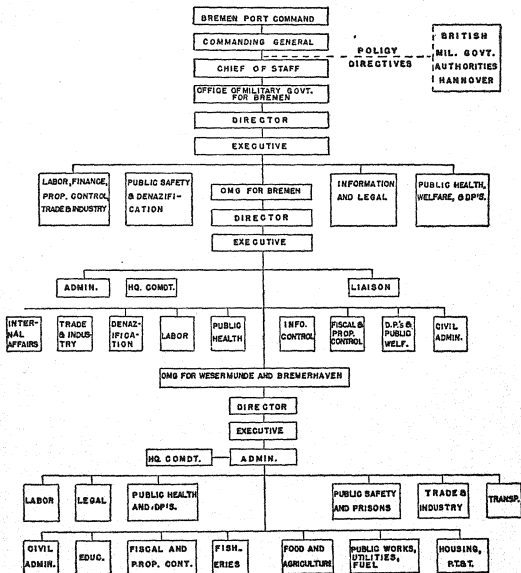 BREMEN PORT COMMAND
COMMANDING GENERAL
CHIEF OF STAFF
POLICY
DIRECTIVES
BRITISH
MIL. GOVT.
AUTHORITIES
HANNOVER
OFFICE OF MILITARY GOVT.
FOR BREMEN
DIRECTOR
EXECUTIVE
LABOR, FINANCE,
PROP. CONTROL,
TRADE & INDUSTRY
PUBLIC SAFETY
& DENAZIFI-
CATION
OMG FOR BREMEN
INFORMATION
AND LEGAL
PUBLIC HEALTH,
WELFARE, & DP'S.
DIRECTOR
EXECUTIVE
ADMIN.
HQ. COMDT.
LIAISON
INTER-
NAL
AFFAIRS
TRADE
& INDUS-
TRY
DENAZ-
IFICA-
TION
LABOR
PUBLIC
HEALTH
INFO.
CONTROL
FISCAL &
PROP.
CONTROL
D.P.'s &
PUBLIC
WELF.
CIVIL
ADMIN.
OMG FOR WESERMUNDE AND BREMERHAVEN
DIRECTOR
EXECUTIVE
HQ. COMDT.
ADMIN.
LABOR
LEGAL
PUBLIC HEALTH
AND DP'S.
PUBLIC SAFETY
AND PRISONS
TRADE &
INDUSTRY
TRANSP.
CIVIL
ADMIN.
EDUC.
FISCAL AND
PROP. CONT.
FISH-
ERIES
FOOD AND
AGRICULTURE
PUBLIC WORKS,
UTILITIES,
FUEL
HOUSING,
P.T.&T.